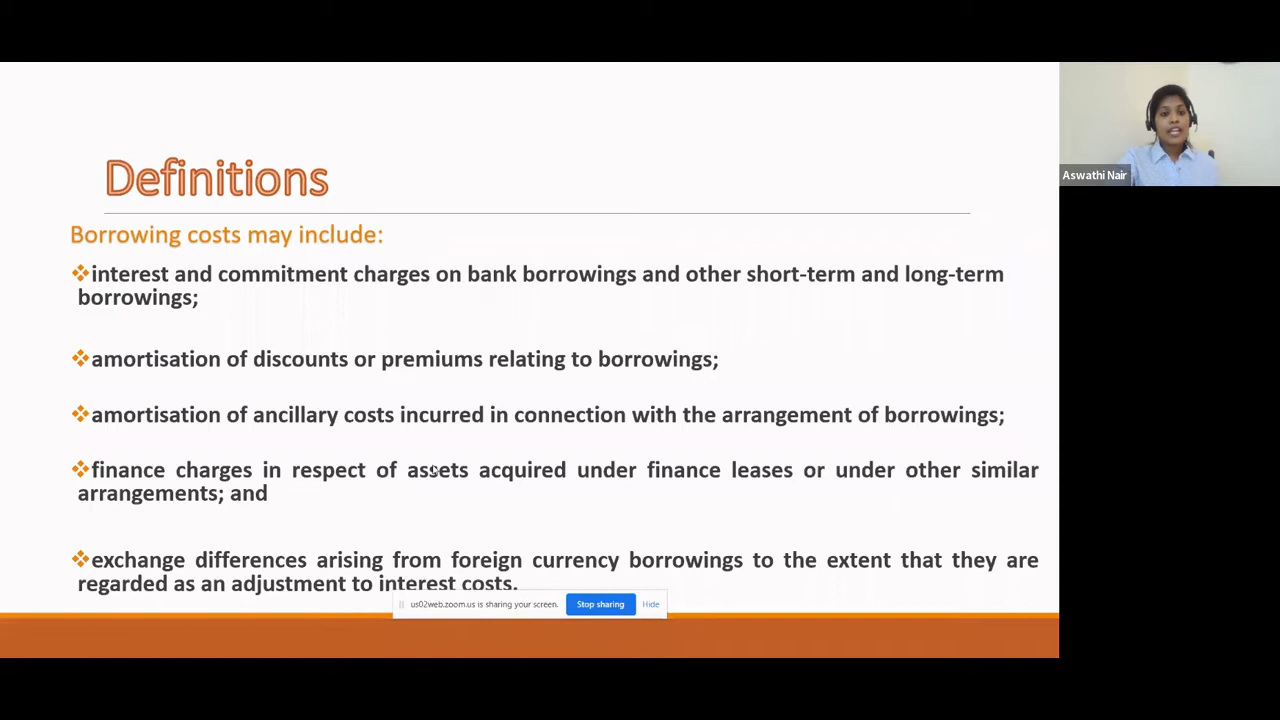 Definitions
Borrowing costs may include:
❖interest and commitment charges on bank borrowings and other short-term and long-term
borrowings;
❖amortisation of discounts or premiums relating to borrowings;
❖amortisation of ancillary costs incurred in connection with the arrangement of borrowings;
❖finance charges in respect of assets acquired under finance leases or under other similar
arrangements; and
❖exchange differences arising from foreign currency borrowings to the extent that they are
regarded as an adjustment to interest costs.
us02web.zoom.us is sharing your screen. Stop sharing Hide
Aswathi Nair